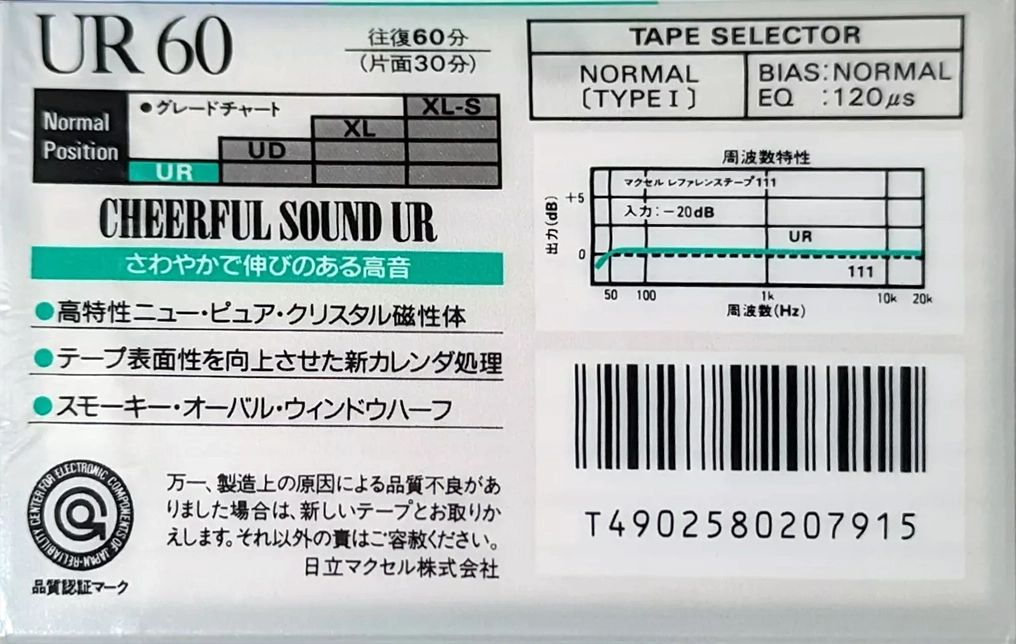 UR 60
往復60分
(片面30分)
Normal
Position
●グレードチャート
XL-S
XL
UD
UR
CHEERFUL SOUND UR
さわやかで伸びのある高音
●高特性ニュー・ピュア・クリスタル磁性体
●テープ表面性を向上させた新カレンダ処理
●スモーキー・オーバル・ウィンドウハーフ
RELIABILITY CENTER FOR ELECTRONIC COMPONENTS OF JAPAN
品質認証マーク
万一、製造上の原因による品質不良があ
りました場合は、新しいテープとお取りか
えします。それ以外の責はご容赦ください。
日立マクセル株式会社
TAPE SELECTOR
NORMAL
(TYPE I)
BIAS:NORMAL
EQ :120μs
周波数特性
マクセル レファレンステープ111
入力:-20dB
出力(dB)
+5
0
UR
111
50 100 1k 10k 20k
周波数(Hz)
T4902580207915